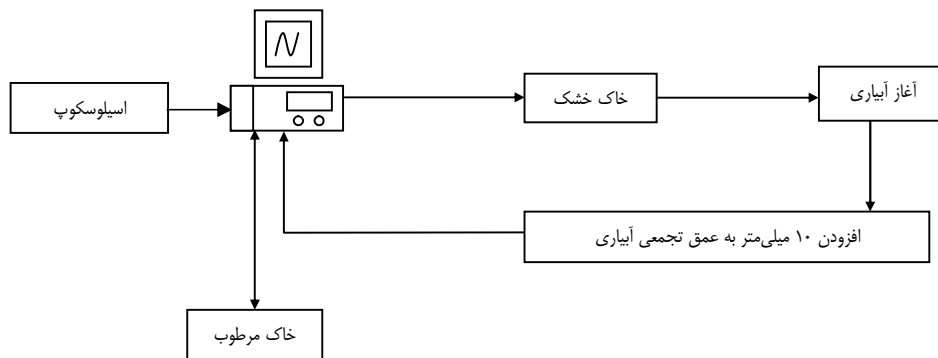 آغاز آبیاری
خاک خشک
اسیلوسکوپ
افزودن ۱۰ میلی‌متر به عمق تجمعی آبیاری
خاک مرطوب